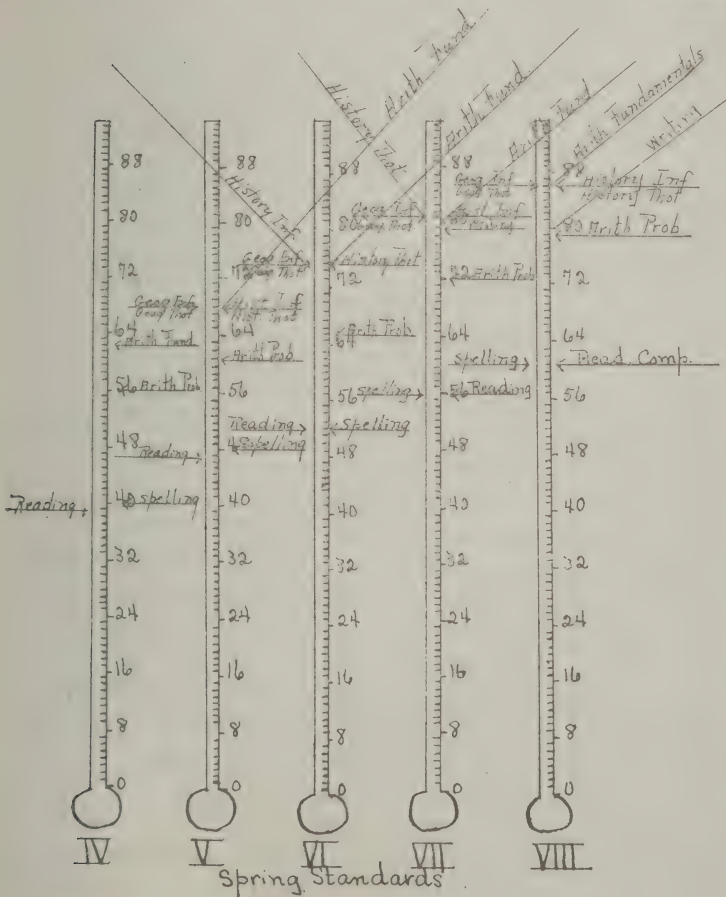 History Thot
Arith Fund
Arith Fund
Arith Fund
Arith Fundamentals
Writing
History Inf
88
80
72
Geog Inf
Geog Thot
64
Arith Fund
56 Arith Prob
48
Reading
Reading
40 Spelling
32
24
16
8
0
IV
88
80
Geog Inf
Geog Thot
72
Hist Inf
Hist Thot
64
Arith Prob
56
Reading
48 Spelling
40
32
24
16
8
0
V
88
Geog Inf
Geog Thot
80
History Thot
72
Arith Prob
64
56 Spelling
Spelling
48
40
32
24
16
8
0
VI
88
Geog Inf
Geog Thot
Hist Inf
72 Arith Prob
64
Spelling
56 Reading
48
40
32
24
16
8
0
VII
88
History Inf
History Thot
80 Arith Prob
72
64
Read. Comp.
56
48
40
32
24
16
8
0
VIII
Spring Standards